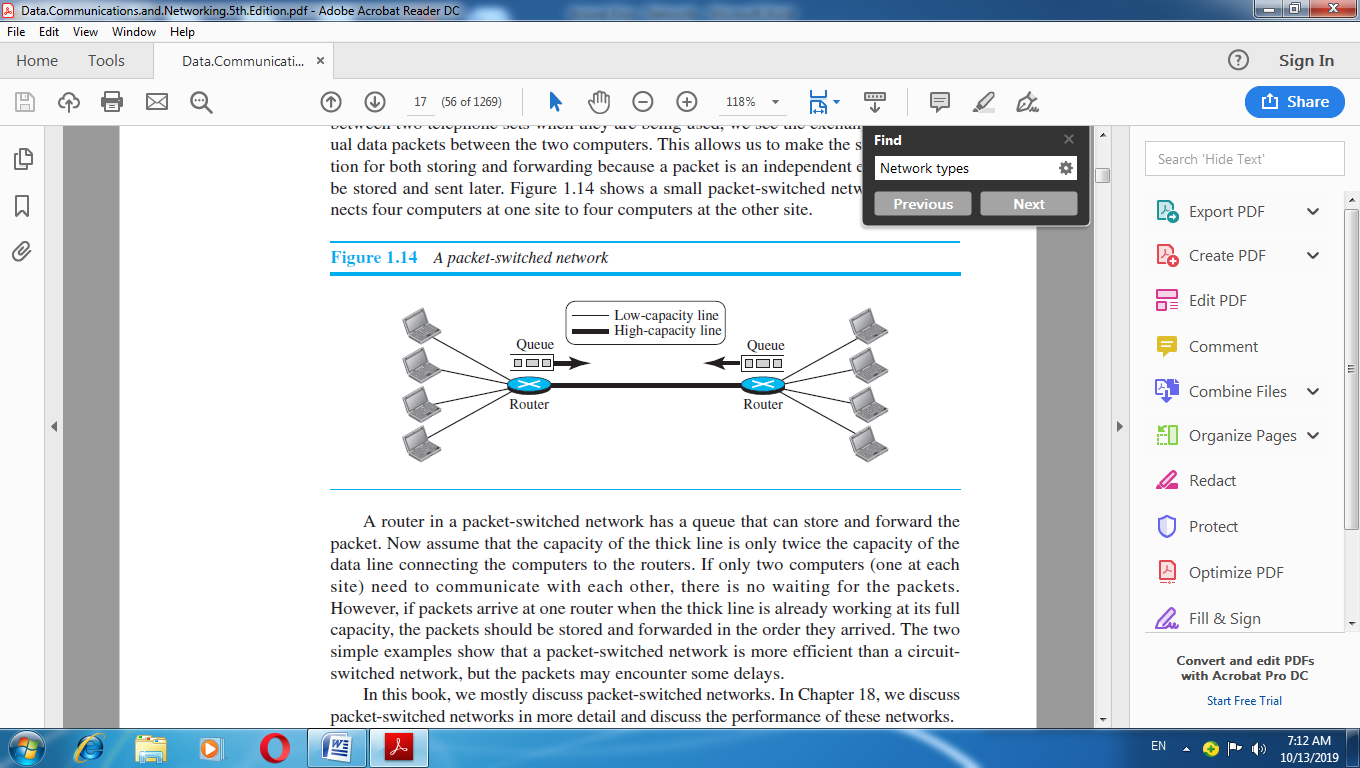 Data.Communications.and.Networking.5th.Edition.pdf - Adobe Acrobat Reader DC
File Edit View Window Help
Home Tools Data.Communicati... × Sign In
17 (56 of 1269) 118% Share
between two telephone sets when they are being used, we see the
ual data packets between the two computers. This allows us to make the s
tion for both storing and forwarding because a packet is an independent e
be stored and sent later. Figure 1.14 shows a small packet-switched netw
nects four computers at one site to four computers at the other site.
Find
Network types
Previous Next
Figure 1.14 A packet-switched network
Low-capacity line
High-capacity line
Queue Queue
Router Router
A router in a packet-switched network has a queue that can store and forward the
packet. Now assume that the capacity of the thick line is only twice the capacity of the
data line connecting the computers to the routers. If only two computers (one at each
site) need to communicate with each other, there is no waiting for the packets.
However, if packets arrive at one router when the thick line is already working at its full
capacity, the packets should be stored and forwarded in the order they arrived. The two
simple examples show that a packet-switched network is more efficient than a circuit-
switched network, but the packets may encounter some delays.
In this book, we mostly discuss packet-switched networks. In Chapter 18, we discuss
packet-switched networks in more detail and discuss the performance of these networks.
Search 'Hide Text'
Export PDF
Create PDF
Edit PDF
Comment
Combine Files
Organize Pages
Redact
Protect
Optimize PDF
Fill & Sign
Convert and edit PDFs
with Acrobat Pro DC
Start Free Trial
EN
7:12 AM
10/13/2019